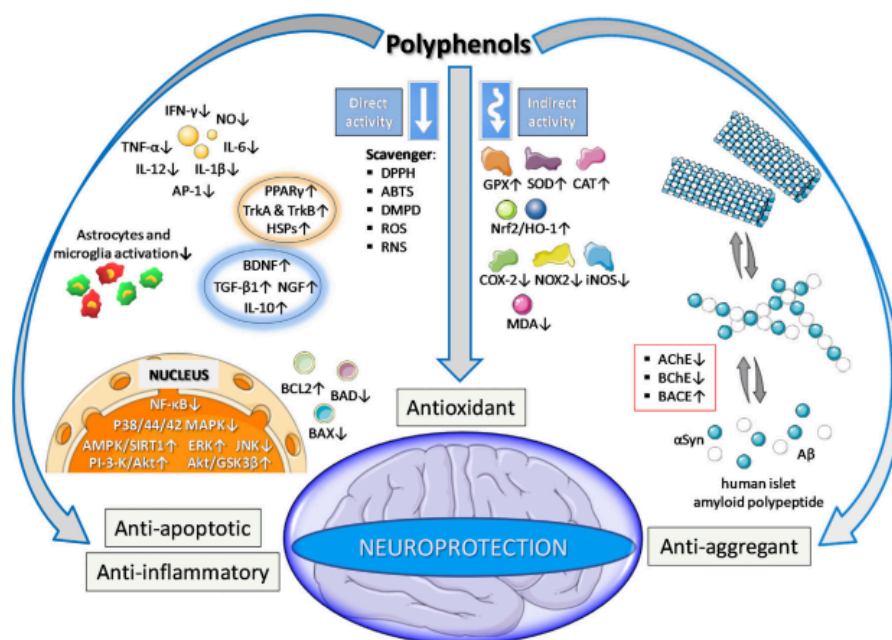 Polyphenols
IFN-γ↓
NO↓
TNF-α↓
IL-6↓
IL-12↓
IL-1β↓
AP-1↓
PPARγ↑
TrkA & TrkB↑
HSPs↑
Astrocytes and
microglia activation↓
BDNF↑
TGF-β1↑ NGF↑
IL-10↑
NUCLEUS
NF-κB↓
P38/44/42 MAPK↓
AMPK/SIRT1↑ ERK↑ JNK↓
PI-3-K/Akt↑ Akt/GSK3β↑
BCL2↑
BAD↓
BAX↓
Anti-apoptotic
Anti-inflammatory
Direct
activity
Scavenger:
▪ DPPH
▪ ABTS
▪ DMPD
▪ ROS
▪ RNS
Indirect
activity
GPX↑ SOD↑ CAT↑
Nrf2/HO-1↑
COX-2↓ NOX2↓ iNOS↓
MDA↓
Antioxidant
NEUROPROTECTION
▪ AChE↓
▪ BChE↓
▪ BACE↑
αSyn
Aβ
human islet
amyloid polypeptide
Anti-aggregant